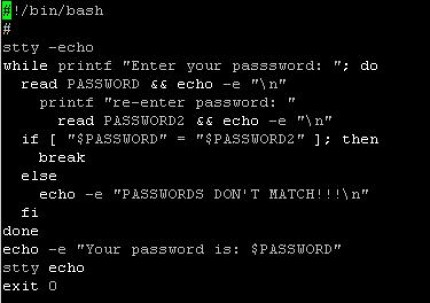 #!/bin/bash
#
stty -echo
while printf "Enter your passsword: "; do
read PASSWORD && echo -e "\n"
printf "re-enter password: "
read PASSWORD2 && echo -e "\n"
if [ "$PASSWORD" = "$PASSWORD2" ]; then
break
else
echo -e "PASSWORDS DON'T MATCH!!!\n"
fi
done
echo -e "Your password is: $PASSWORD"
stty echo
exit 0